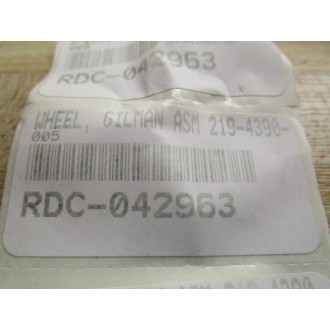 RDC-042963
WHEEL, GILMAN ASM 219-4390-
005
RDC-042963